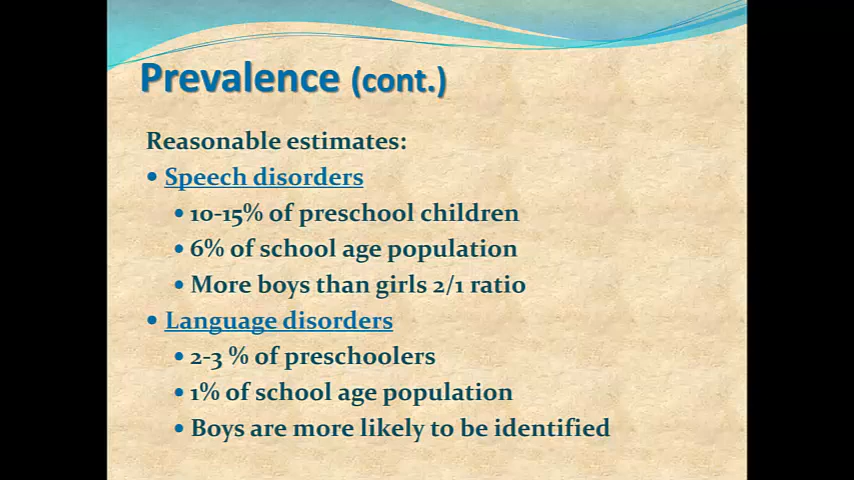 Prevalence (cont.)
Reasonable estimates:
• Speech disorders
• 10-15% of preschool children
• 6% of school age population
• More boys than girls 2/1 ratio
• Language disorders
• 2-3 % of preschoolers
• 1% of school age population
• Boys are more likely to be identified